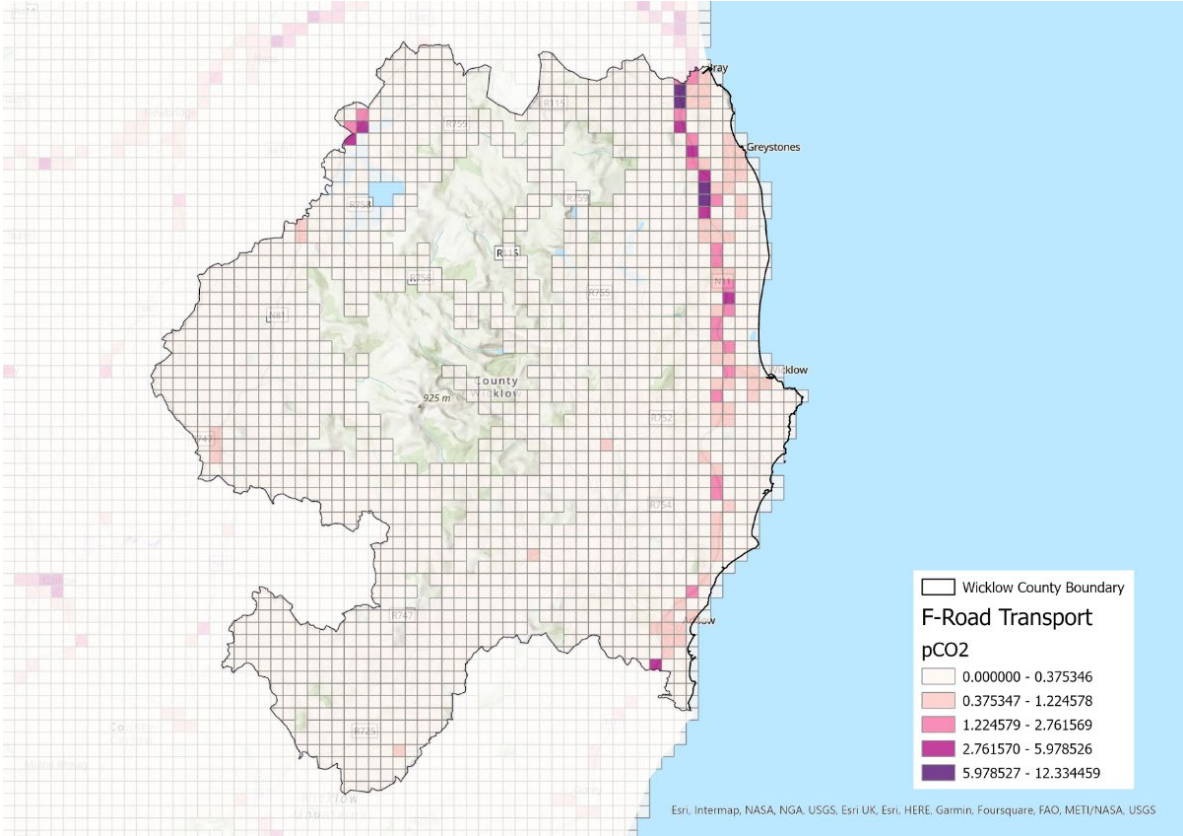 R115
R759
Greystones
R759
R758
R115
R756
R755
N11
N81
County
Wicklow
925 m
Wicklow
R752
R747
R754
R747
R725
Wicklow
Wicklow County Boundary
F-Road Transport
pCO2
0.000000 - 0.375346
0.375347 - 1.224578
1.224579 - 2.761569
2.761570 - 5.978526
5.978527 - 12.334459
Esri, Intermap, NASA, NGA, USGS, Esri UK, Esri, HERE, Garmin, Foursquare, FAO, METI/NASA, USGS